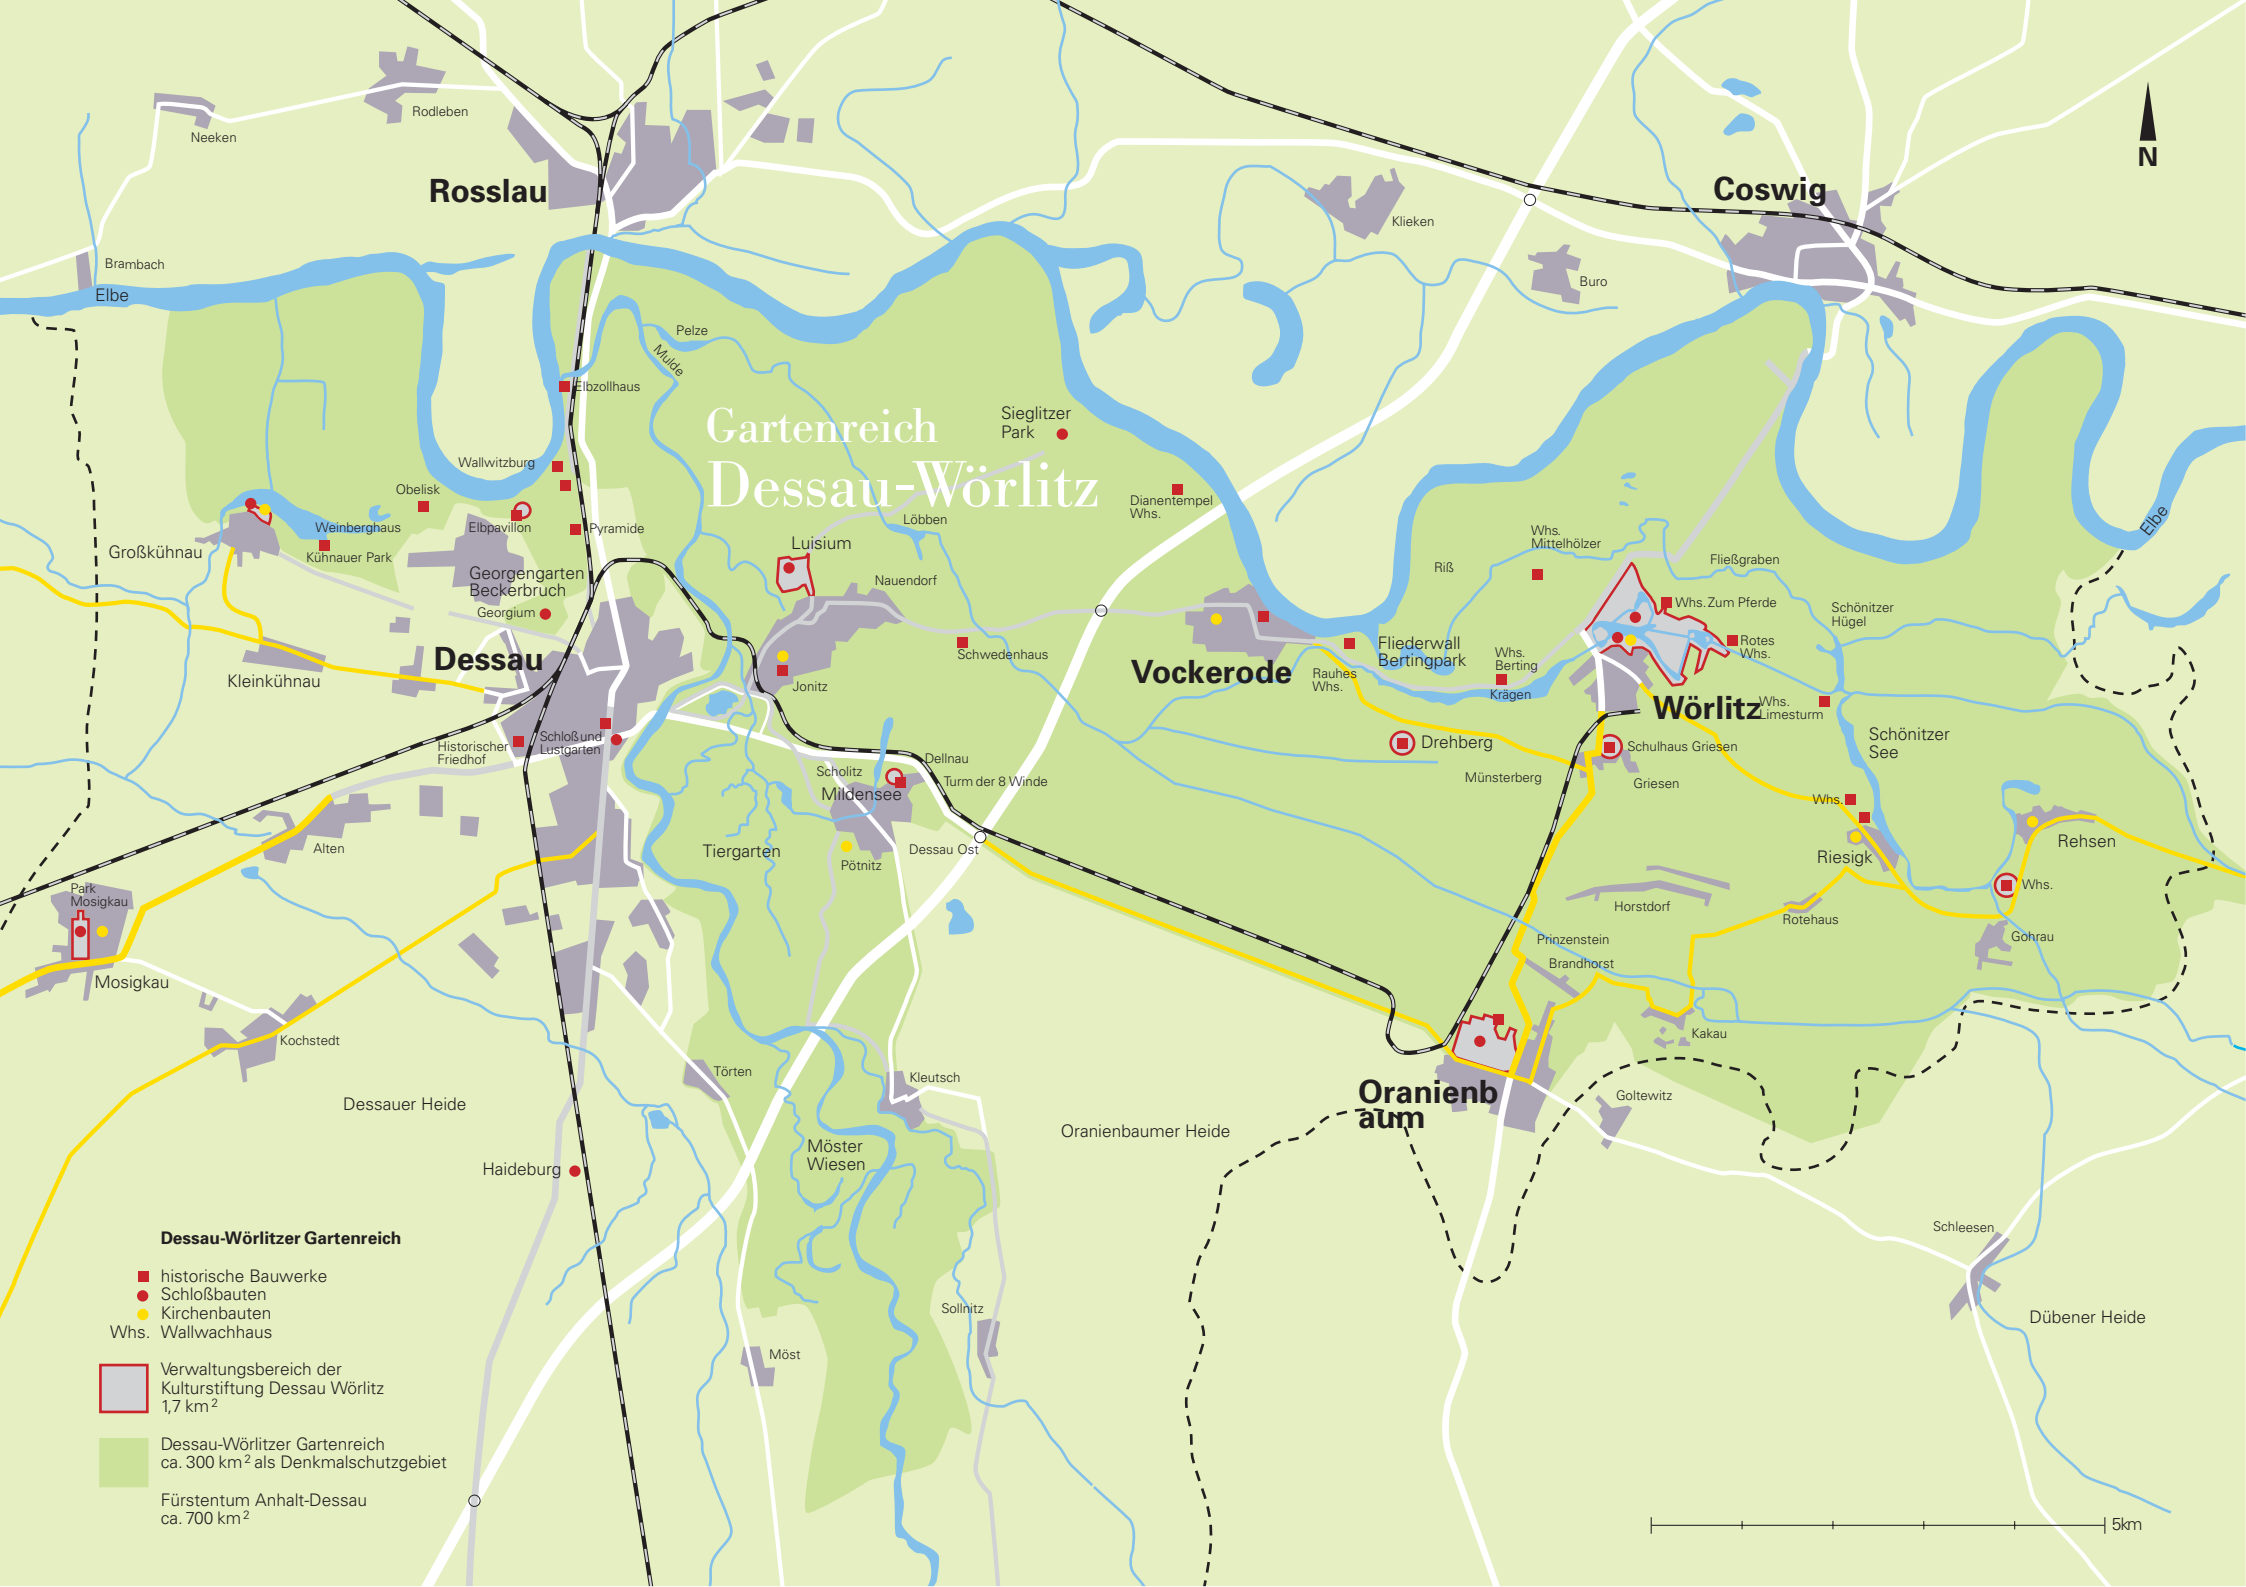 Rodleben
Neeken
Rosslau
Coswig
N
Klieken
Brambach
Buro
Elbe
Pelze
Mulde
Elbzollhaus
Gartenreich
Dessau-Wörlitz
Sieglitzer
Park
Wallwitzburg
Obelisk
Dianentempel
Whs.
Elbe
Weinberghaus
Elbpavillon
Pyramide
Löbben
Großkühnau
Kühnauer Park
Luisium
Whs.
Mittelhölzer
Riß
Fließgraben
Georgengarten
Beckerbruch
Nauendorf
Georgium
Whs. Zum Pferde
Schönitzer
Hügel
Dessau
Schwedenhaus
Fliederwall
Bertingpark
Rotes
Whs.
Kleinkühnau
Jonitz
Vockerode
Rauhes
Whs.
Whs.
Berting
Krägen
Wörlitz
Whs.
Limesturm
Historischer
Friedhof
Schloß und
Lustgarten
Drehberg
Schulhaus Griesen
Schönitzer
See
Dellnau
Scholitz
Turm der 8 Winde
Mildensee
Münsterberg
Griesen
Whs.
Alten
Tiergarten
Dessau Ost
Pötnitz
Riesigk
Rehsen
Park
Mosigkau
Whs.
Horstdorf
Rotehaus
Prinzenstein
Gohrau
Brandhorst
Mosigkau
Kochstedt
Kakau
Törten
Kleutsch
Oranienb
aum
Goltewitz
Dessauer Heide
Oranienbaumer Heide
Möster
Wiesen
Haideburg
Schleesen
Dessau-Wörlitzer Gartenreich
historische Bauwerke
Schloßbauten
Kirchenbauten
Whs. Wallwachhaus
Sollnitz
Dübener Heide
Möst
Verwaltungsbereich der
Kulturstiftung Dessau Wörlitz
1,7 km²
Dessau-Wörlitzer Gartenreich
ca. 300 km² als Denkmalschutzgebiet
Fürstentum Anhalt-Dessau
ca. 700 km²
5km